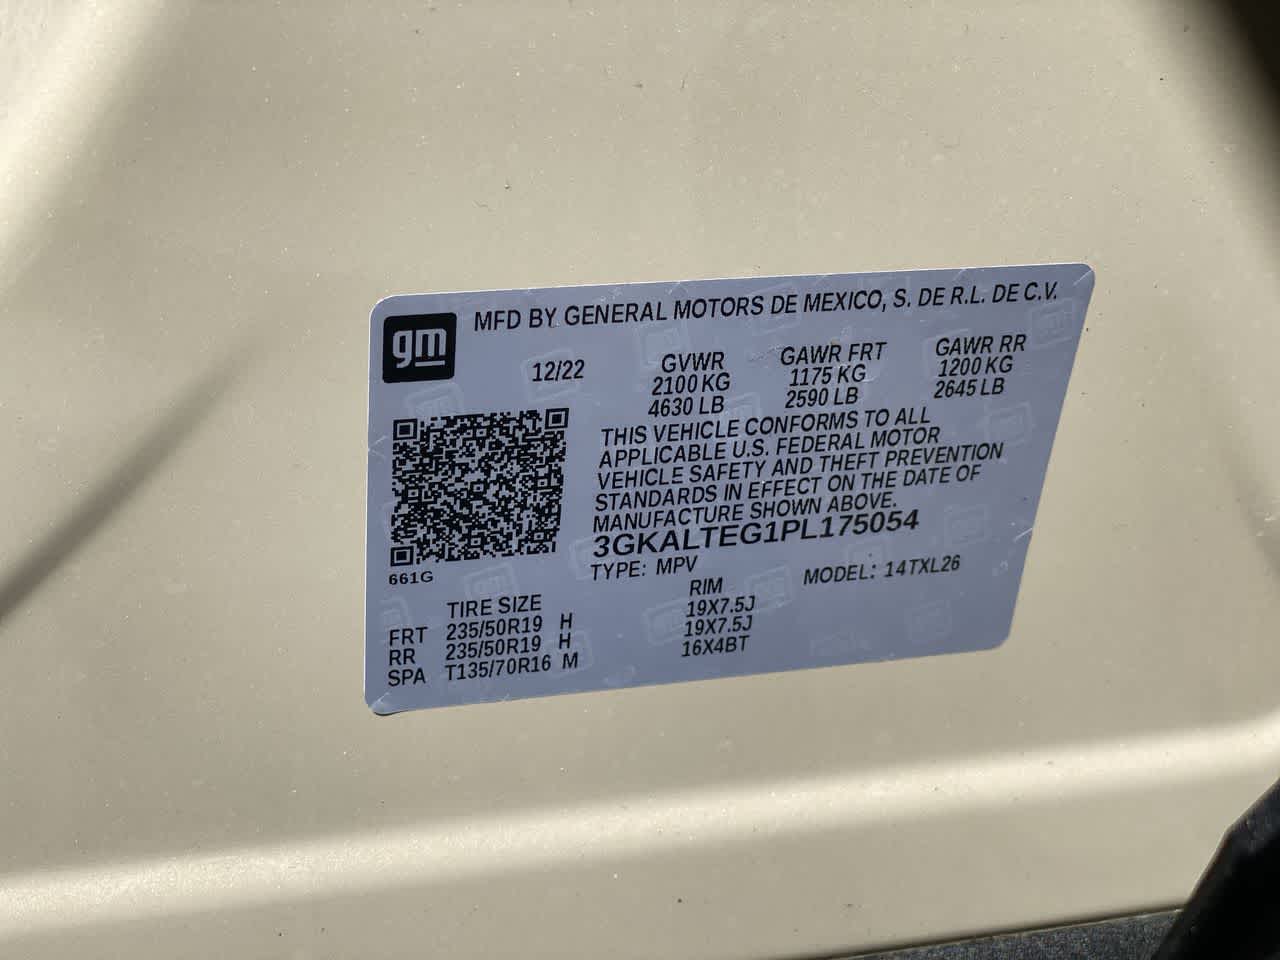 gm
MFD BY GENERAL MOTORS DE MEXICO, S. DE R.L. DE C.V.
12/22
GVWR GAWR FRT GAWR RR
2100 KG 1175 KG 1200 KG
4630 LB 2590 LB 2645 LB
THIS VEHICLE CONFORMS TO ALL
APPLICABLE U.S. FEDERAL MOTOR
VEHICLE SAFETY AND THEFT PREVENTION
STANDARDS IN EFFECT ON THE DATE OF
MANUFACTURE SHOWN ABOVE.
3GKALTEG1PL175054
661G
TYPE: MPV MODEL: 14TXL26
TIRE SIZE RIM
FRT 235/50R19 H 19X7.5J
RR 235/50R19 H 19X7.5J
SPA T135/70R16 M 16X4BT